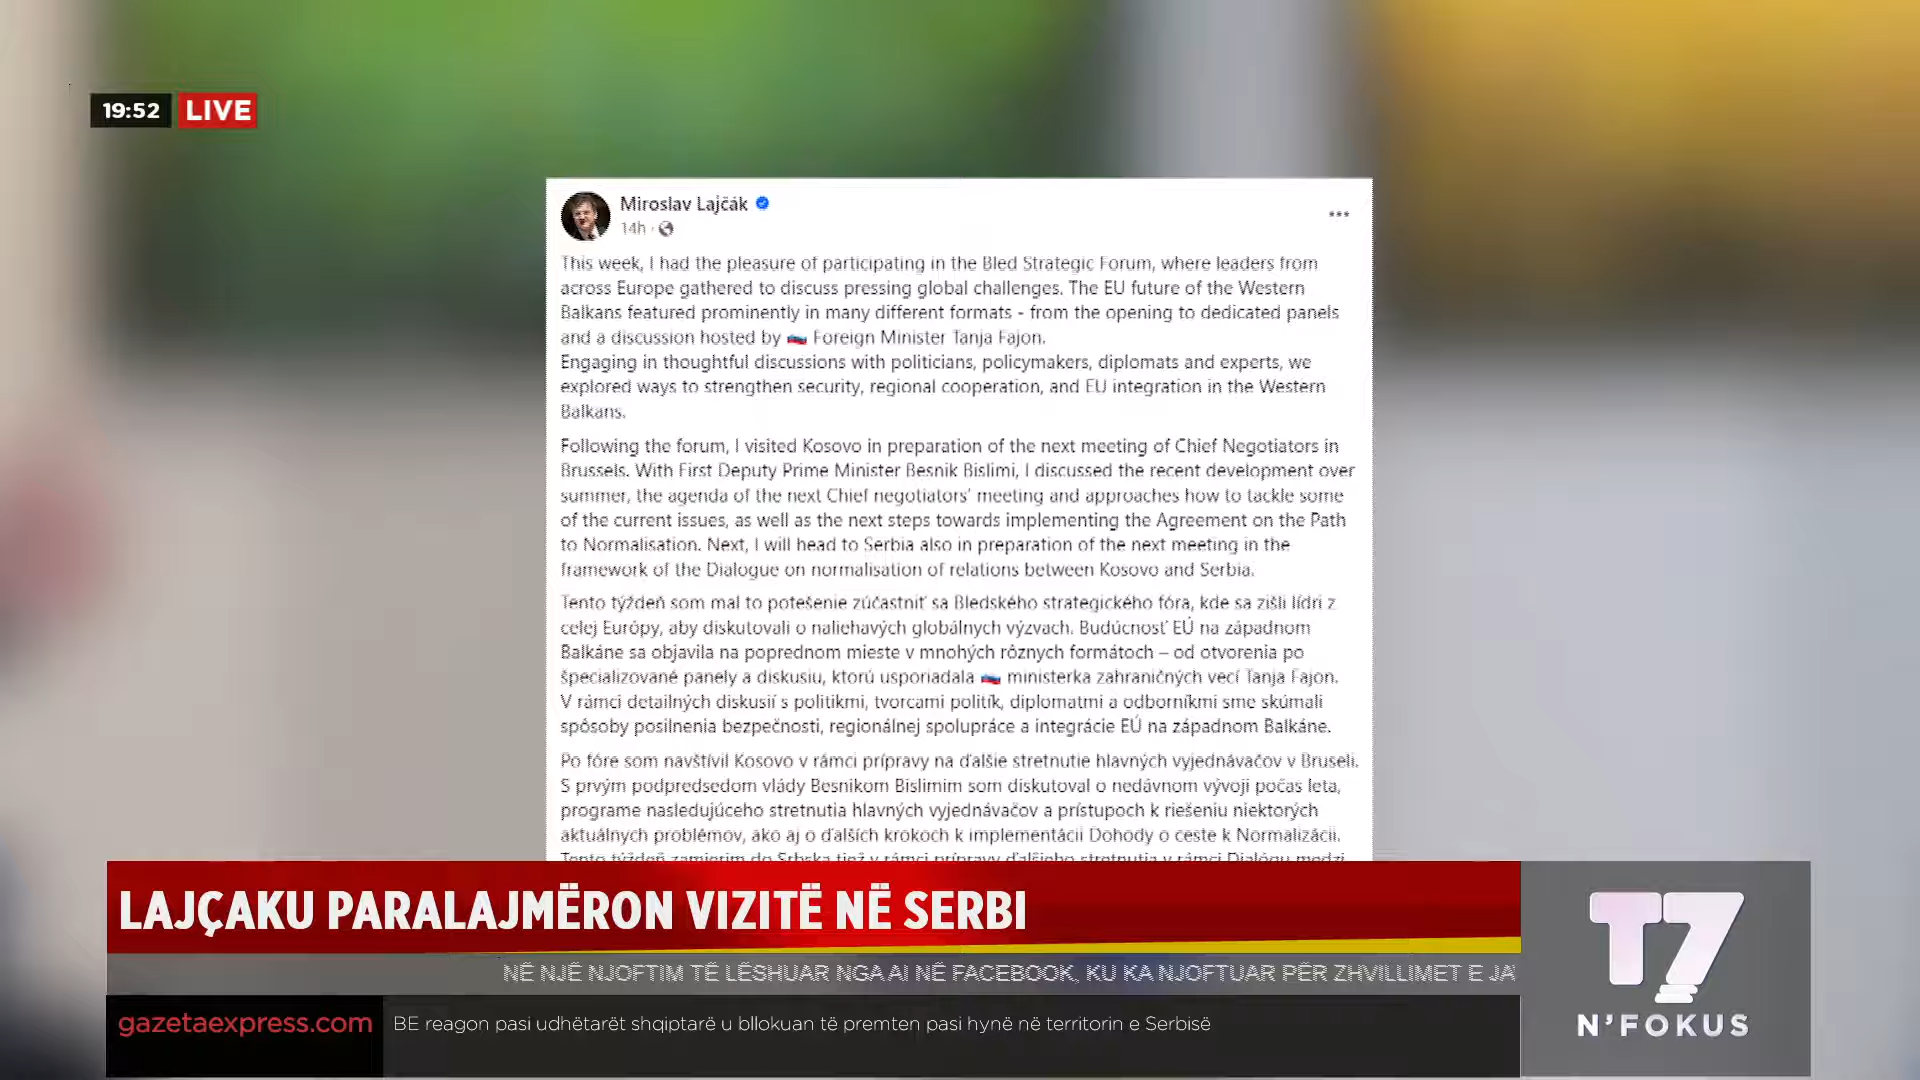 19:52 LIVE
Miroslav Lajčák
14h
This week, I had the pleasure of participating in the Bled Strategic Forum, where leaders from
across Europe gathered to discuss pressing global challenges. The EU future of the Western
Balkans featured prominently in many different formats - from the opening to dedicated panels
and a discussion hosted by 🇸🇮 Foreign Minister Tanja Fajon.
Engaging in thoughtful discussions with politicians, policymakers, diplomats and experts, we
explored ways to strengthen security, regional cooperation, and EU integration in the Western
Balkans.
Following the forum, I visited Kosovo in preparation of the next meeting of Chief Negotiators in
Brussels. With First Deputy Prime Minister Besnik Bislimi, I discussed the recent development over
summer, the agenda of the next Chief negotiators' meeting and approaches how to tackle some
of the current issues, as well as the next steps towards implementing the Agreement on the Path
to Normalisation. Next, I will head to Serbia also in preparation of the next meeting in the
framework of the Dialogue on normalisation of relations between Kosovo and Serbia.
Tento týždeň som mal to potešenie zúčastniť sa Bledského strategického fóra, kde sa zišli lídri z
celej Európy, aby diskutovali o naliehavých globálnych výzvach. Budúcnosť EÚ na západnom
Balkáne sa objavila na poprednom mieste v mnohých rôznych formátoch – od otvorenia po
špecializované panely a diskusiu, ktorú usporiadala 🇸🇮 ministerka zahraničných vecí Tanja Fajon.
V rámci detailných diskusií s politikmi, tvorcami politík, diplomatmi a odborníkmi sme skúmali
spôsoby posilnenia bezpečnosti, regionálnej spolupráce a integrácie EÚ na západnom Balkáne.
Po fóre som navštívil Kosovo v rámci prípravy na ďalšie stretnutie hlavných vyjednávačov v Bruseli.
S prvým podpredsedom vlády Besnikom Bislimim som diskutoval o nedávnom vývoji počas leta,
programe nasledujúceho stretnutia hlavných vyjednávačov a prístupoch k riešeniu niektorých
aktuálnych problémov, ako aj o ďalších krokoch k implementácii Dohody o ceste k Normalizácii.
Tento týždeň zamierim do Srbska tiež v rámci prípravy ďalšieho stretnutia v rámci Dialógu medzi
LAJÇAKU PARALAJMËRON VIZITË NË SERBI
NË NJË NJOFTIM TË LËSHUAR NGA AI NË FACEBOOK, KU KA NJOFTUAR PËR ZHVILLIMET E JA
gazetaexpress.com BE reagon pasi udhëtarët shqiptarë u bllokuan të premten pasi hynë në territorin e Serbisë
T7
N'FOKUS